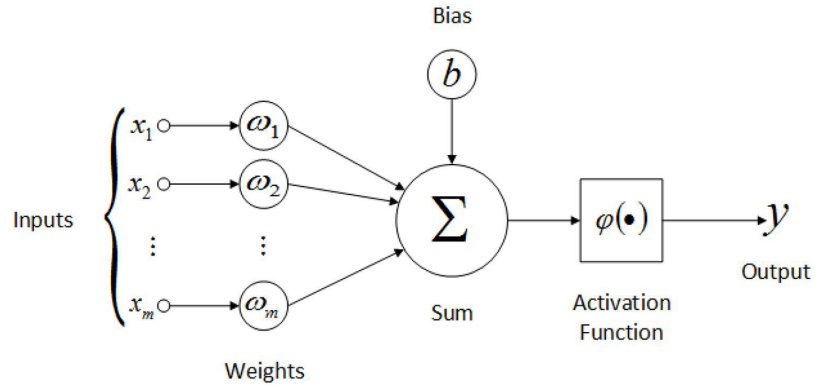 Bias
b
x₁ ω₁
x₂ ω₂
Inputs ⋮ ⋮ Σ φ(•) y
Output
xₘ ωₘ Sum Activation
Function
Weights